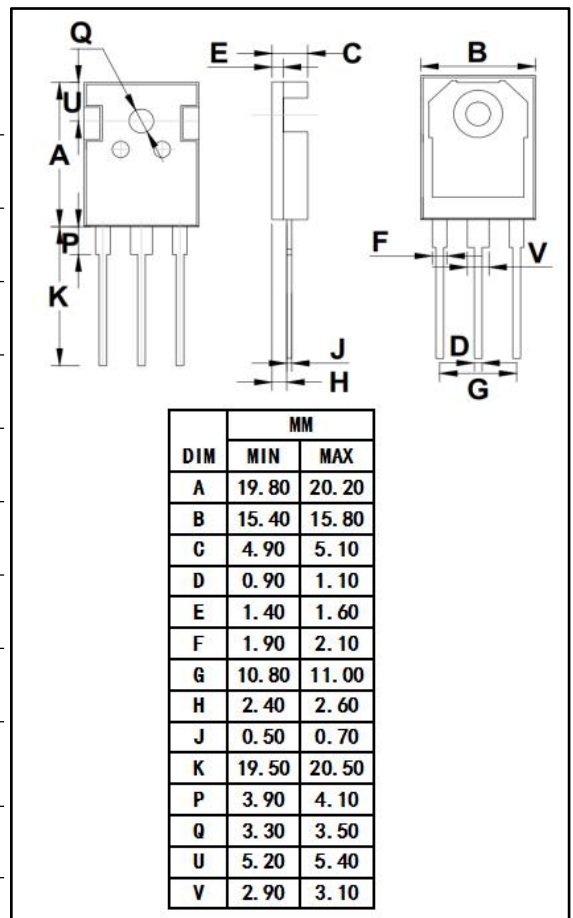 Q
E C
B
U
A
F
V
P
K
J
D
H
G
MM
DIM MIN MAX
A 19.80 20.20
B 15.40 15.80
C 4.90 5.10
D 0.90 1.10
E 1.40 1.60
F 1.90 2.10
G 10.80 11.00
H 2.40 2.60
J 0.50 0.70
K 19.50 20.50
P 3.90 4.10
Q 3.30 3.50
U 5.20 5.40
V 2.90 3.10